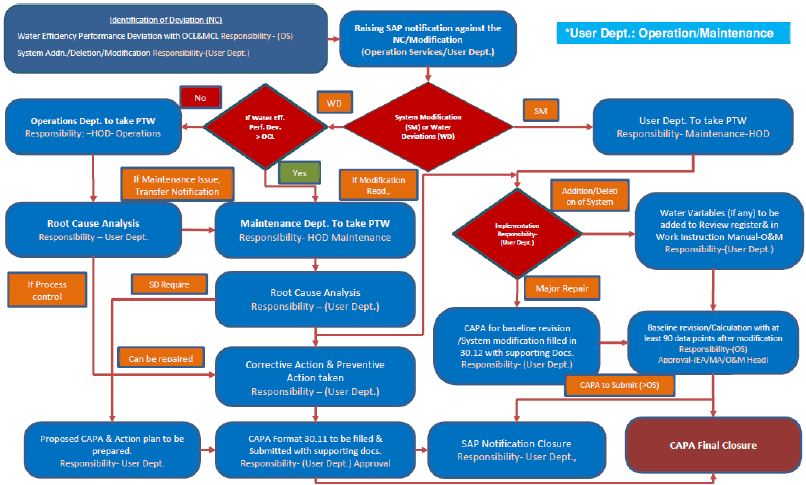 Identification of Deviation (NC)
Water Efficiency Performance Deviation with OCL&MCL Responsibility - (OS)
System Addn./Deletion/Modification Responsibility-(User Dept.)
Raising SAP notification against the
NC/Modification
(Operation Services/User Dept.)
*User Dept.: Operation/Maintenance
No
WD
SM
Operations Dept. to take PTW
Responsibility: –HOD- Operations
If Water Eff.
Perf. Dev.
> OCL
System Modification
(SM) or Water
Deviations (WD)
User Dept. To take PTW
Responsibility- Maintenance-HOD
If Maintenance Issue,
Transfer Notification
Yes
If Modification
Reqd.,
Addition/Deleti
on of System
Root Cause Analysis
Responsibility – User Dept.
Maintenance Dept. To take PTW
Responsibility- HOD Maintenance
Implementation
Responsibility-
(User Dept.)
Water Variables (if any) to be
added to Review register& in
Work Instruction Manual-O&M
Responsibility-(User Dept.)
If Process
control
SD Require
Root Cause Analysis
Responsibility – (User Dept.)
Major Repair
CAPA for baseline revision
/System modification filled in
30.12 with supporting Docs.
Responsibility- (User Dept.)
Baseline revision/Calculation with at
least 90 data points after modification
Responsibility-(OS)
Approval-(EA/MA/O&M Head)
Can be repaired
Corrective Action & Preventive
Action taken
Responsibility – (User Dept.)
CAPA to Submit (>OS)
Proposed CAPA & Action plan to be
prepared.
Responsibility- User Dept.
CAPA Format 30.11 to be filled &
Submitted with supporting docs.
Responsibility- (User Dept.) Approval
SAP Notification Closure
Responsibility- User Dept.,
CAPA Final Closure